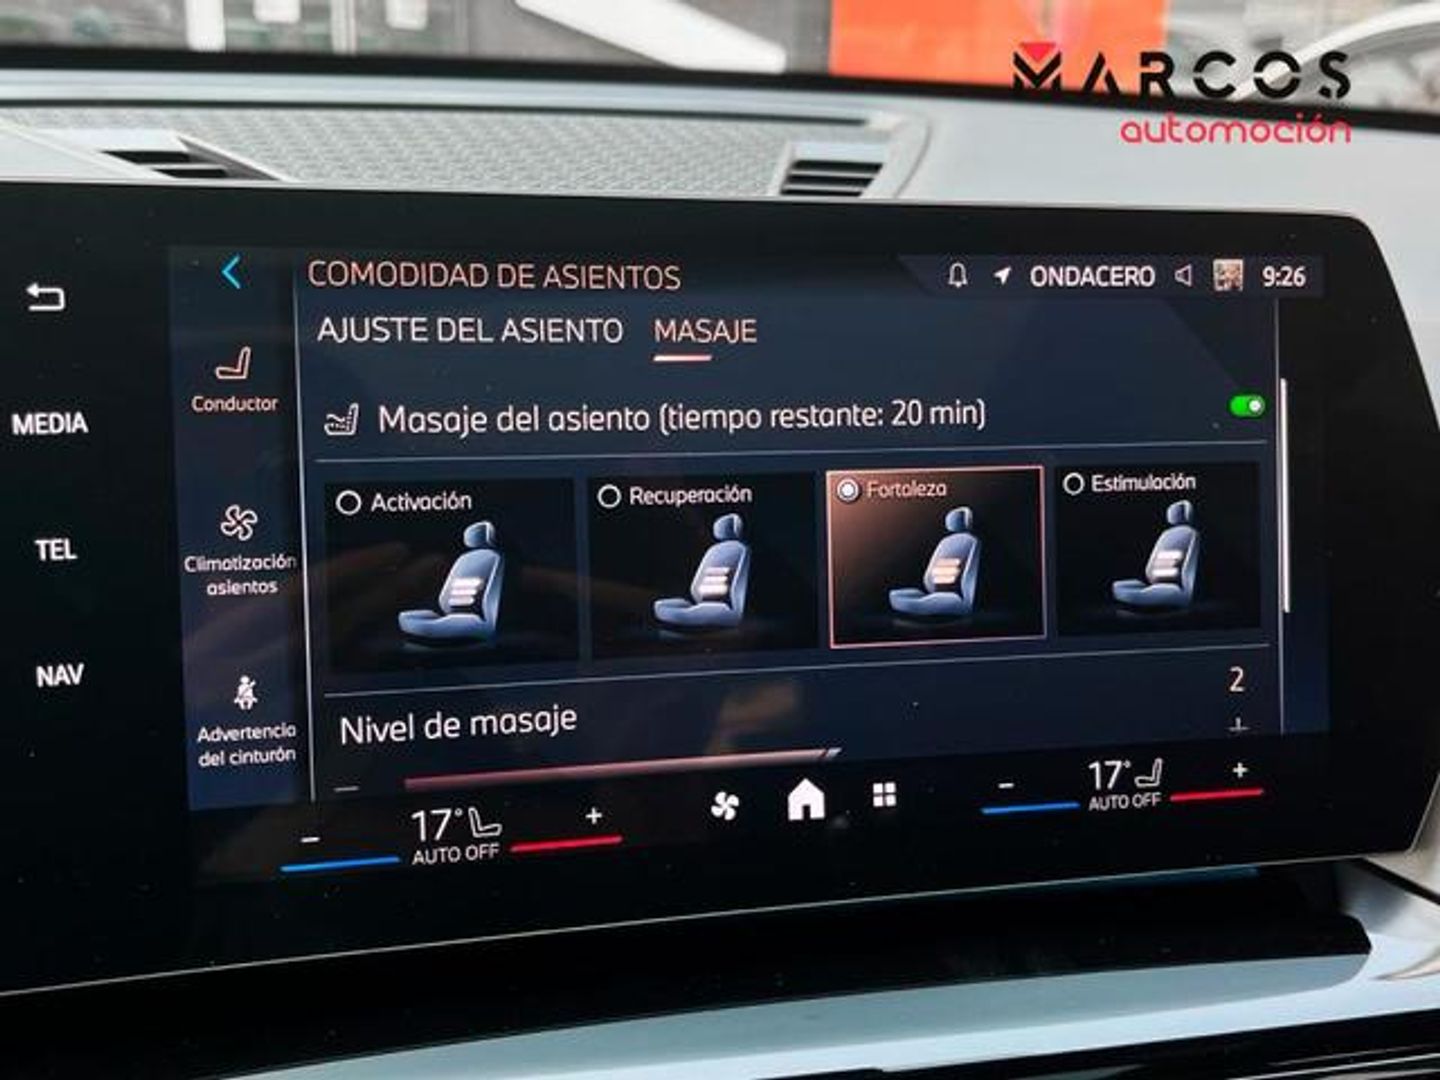 MARCOS
automoción
COMODIDAD DE ASIENTOS
ONDACERO
9:26
AJUSTE DEL ASIENTO MASAJE
Conductor
MEDIA
Masaje del asiento (tiempo restante: 20 min)
Activación
Recuperación
Fortaleza
Estimulación
Climatización
asientos
TEL
NAV
Advertencia
del cinturón
Nivel de masaje
2
— +
- 17° +
AUTO OFF
- 17° +
AUTO OFF